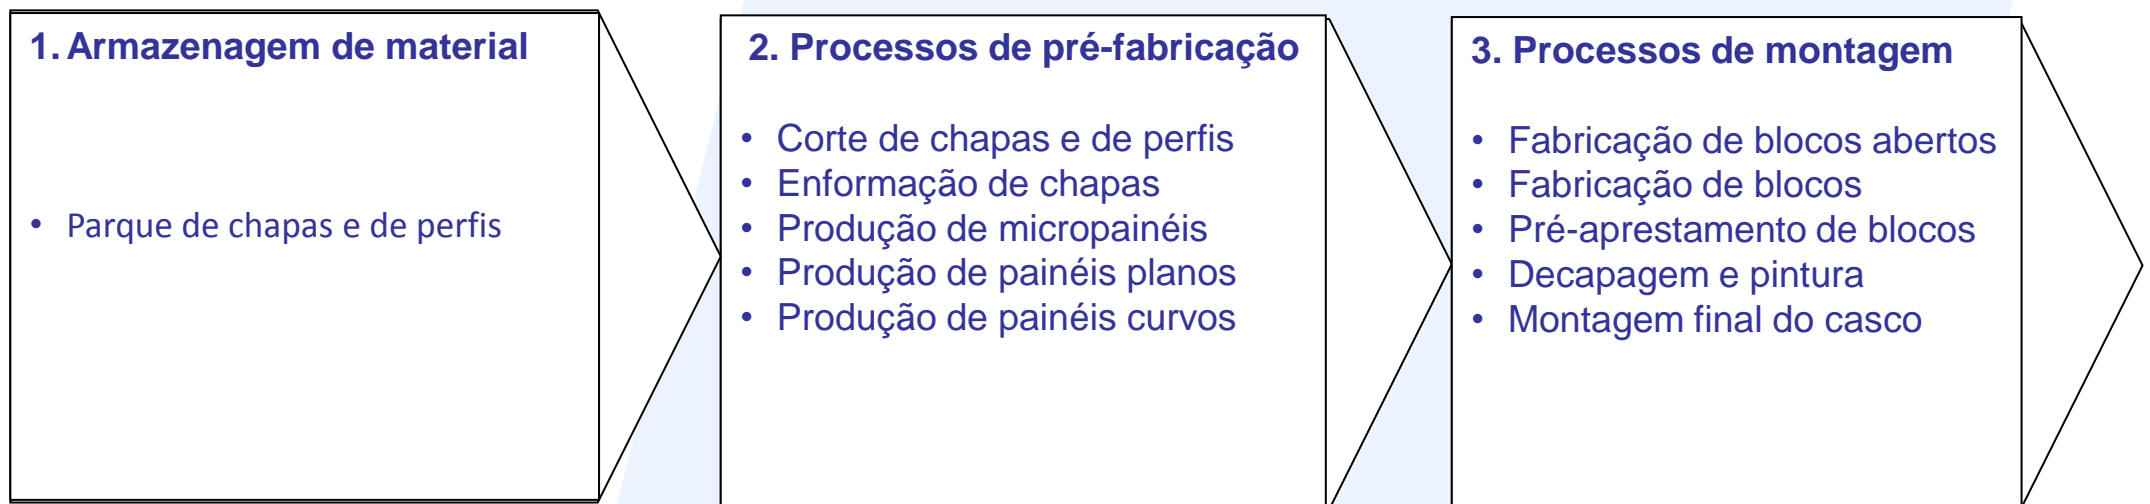 1. Armazenagem de material
• Parque de chapas e de perfis
2. Processos de pré-fabricação
• Corte de chapas e de perfis
• Enformação de chapas
• Produção de micropainéis
• Produção de painéis planos
• Produção de painéis curvos
3. Processos de montagem
• Fabricação de blocos abertos
• Fabricação de blocos
• Pré-aprestamento de blocos
• Decapagem e pintura
• Montagem final do casco